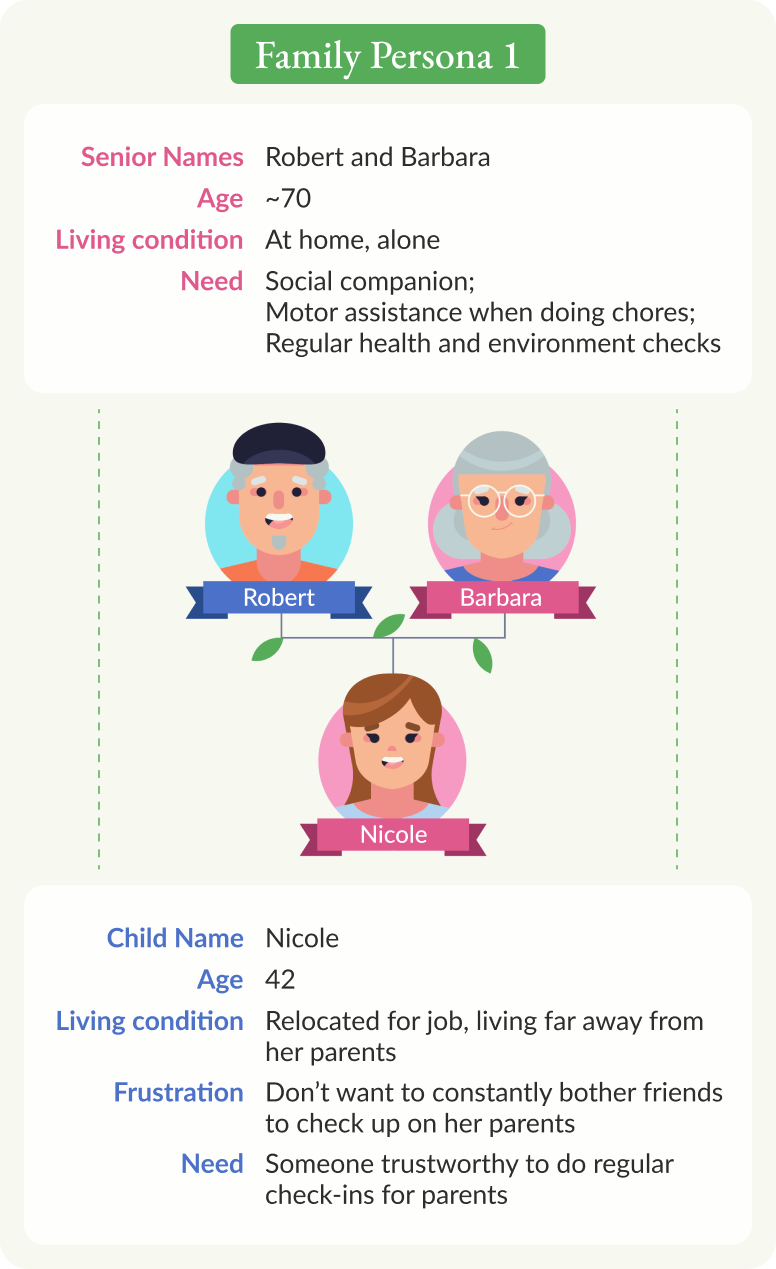 Family Persona 1
Senior Names Robert and Barbara
Age ~70
Living condition At home, alone
Need Social companion;
Motor assistance when doing chores;
Regular health and environment checks
Robert
Barbara
Nicole
Child Name Nicole
Age 42
Living condition Relocated for job, living far away from
her parents
Frustration Don’t want to constantly bother friends
to check up on her parents
Need Someone trustworthy to do regular
check-ins for parents